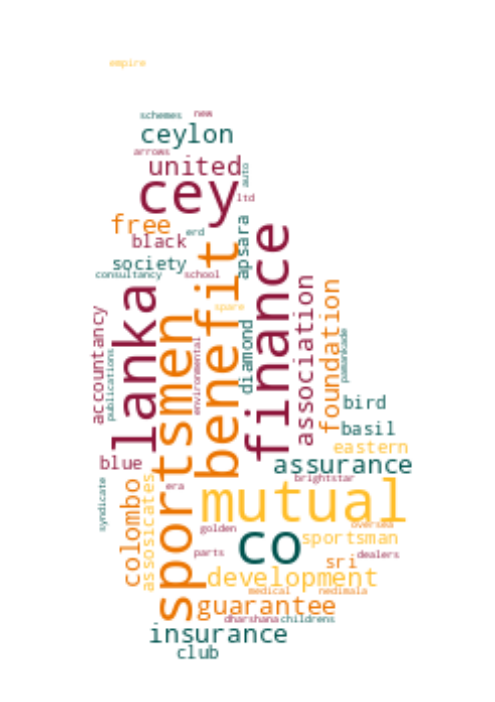 empire
schemes
new
ceylon
arrows
united
auto
cey
ltd
free
erd
black
apsara
society
consultancy
school
benefit
finance
lanka
sportsmen
association
foundation
accountancy
publications
environmental
spare
diamond
pamankade
bird
basil
eastern
blue
assurance
brightstar
syndicate
colombo
assosicates
era
mutual
golden
co
oversea
sportsman
parts
dealers
sri
development
medical
nedimala
guarantee
dharshana
childrens
insurance
club